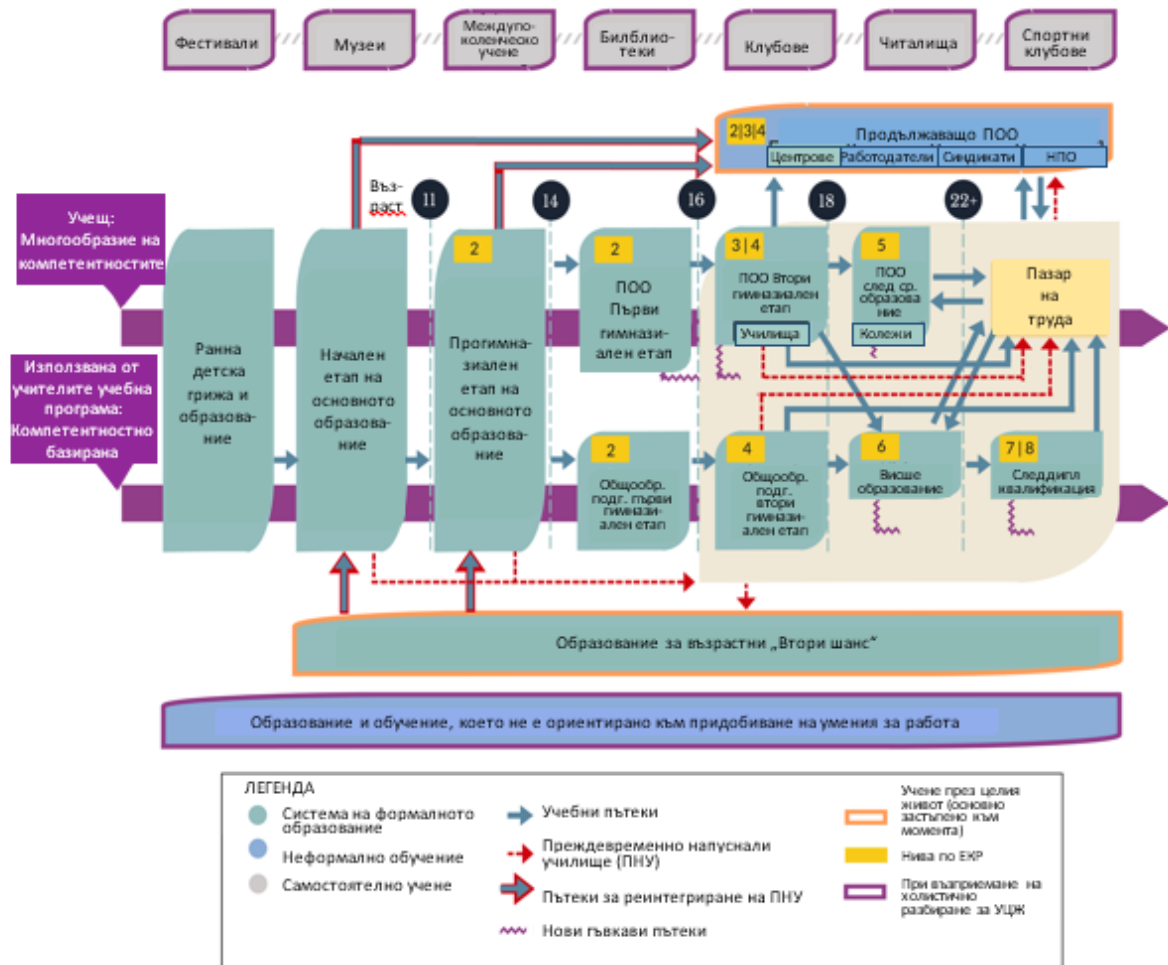 Фестивали
Музеи
Междупо-
коленческо
учене
Билблио-
теки
Клубове
Читалища
Спортни
клубове
2|3|4
Продължаващо ПОО
Центрове
Работодатели
Синдикати
НПО
Въз-
раст
11
14
16
18
22+
Учещ:
Многообразие на
компетентностите
Използвана от
учителите учебна
програма:
Компетентностно
базирана
Ранна
детска
грижа и
образова-
ние
Начален
етап на
основното
образова-
ние
2
Прогимна-
зиален
етап на
основното
образова-
ние
2
ПОО
Първи
гимназиа-
ален етап
3|4
ПОО Втори
гимназиален
етап
Училища
5
ПОО
след ср.
образова
ние
Колежи
Пазар
на
труда
2
Общообр.
подг. първи
гимназиа-
ален етап
4
Общообр.
подг.
втори
гимнази-
ален етап
6
Висше
образование
7|8
Следдипл
квалификация
Образование за възрастни „Втори шанс“
Образование и обучение, което не е ориентирано към придобиване на умения за работа
ЛЕГЕНДА
Система на формалното
образование
Неформално обучение
Самостоятелно учене
Учебни пътеки
Преждевременно напуснали
училище (ПНУ)
Пътеки за реинтегриране на ПНУ
Нови гъвкави пътеки
Учене през целия
живот (основно
застъпено към
момента)
Нива по ЕКР
При възприемане на
холистично
разбиране за УЦЖ